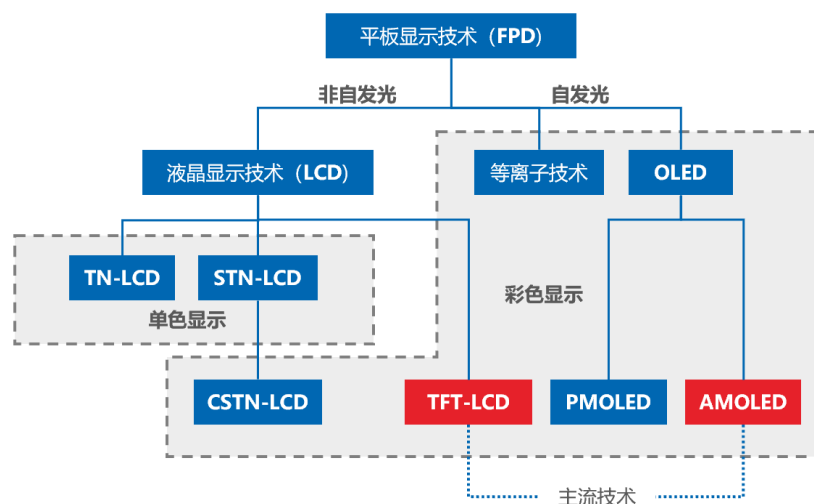 平板显示技术（FPD）
非自发光
自发光
液晶显示技术（LCD）
等离子技术
OLED
TN-LCD
STN-LCD
单色显示
彩色显示
CSTN-LCD
TFT-LCD
PMOLED
AMOLED
主流技术